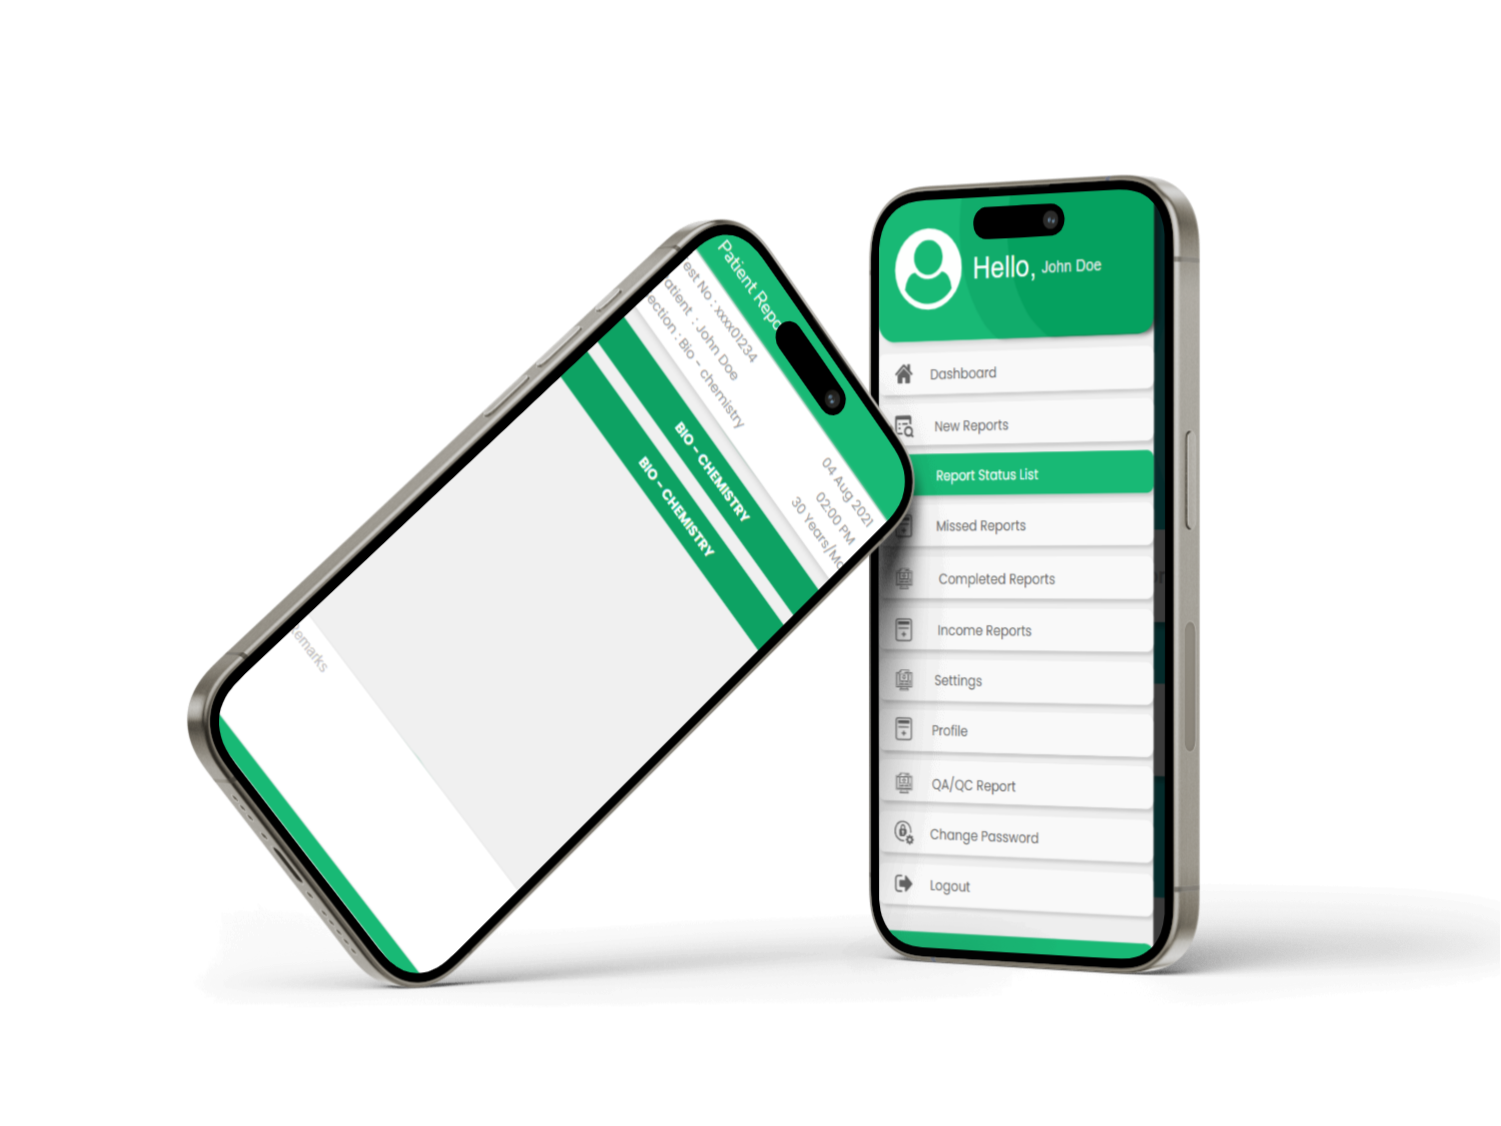 Patient Repo
est No : xxxx01234
atient : John Doe
ection : Bio - chemistry
04 Aug 2021
02:00 PM
30 Years/Ma
BIO - CHEMISTRY
BIO - CHEMISTRY
emarks
Hello, John Doe
Dashboard
New Reports
Report Status List
Missed Reports
Completed Reports
Income Reports
Settings
Profile
QA/QC Report
Change Password
Logout